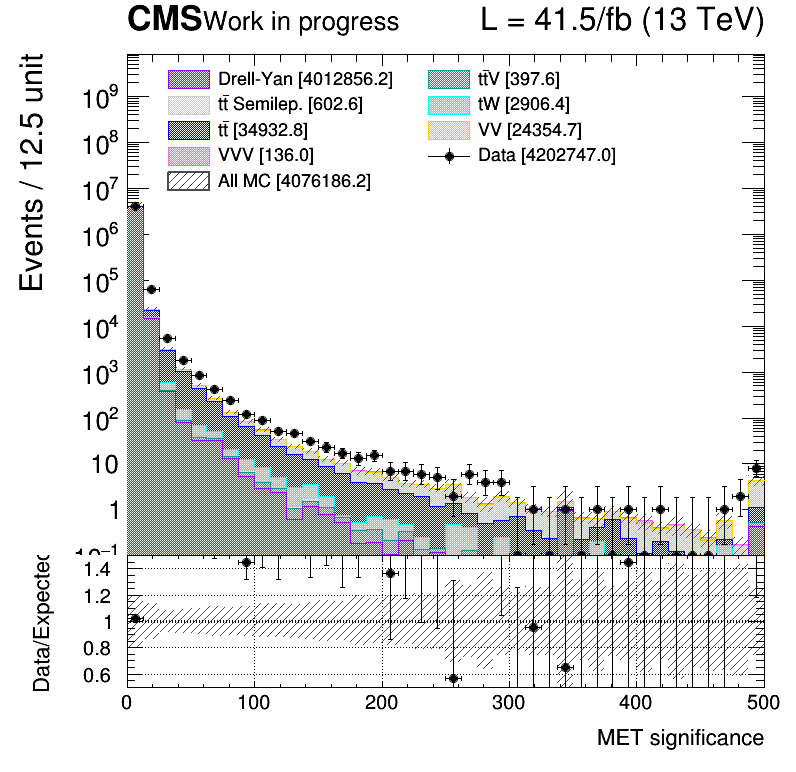 CMS Work in progress L = 41.5/fb (13 TeV)
Events / 12.5 unit
Drell-Yan [4012856.2]
tt̄ Semilep. [602.6]
tt̄ [34932.8]
VVV [136.0]
All MC [4076186.2]
tt̄V [397.6]
tW [2906.4]
VV [24354.7]
Data [4202747.0]
10⁹
10⁸
10⁷
10⁶
10⁵
10⁴
10³
10²
10
1
10⁻¹
Data/Expected
1.4
1.2
1
0.8
0.6
0 100 200 300 400 500
MET significance